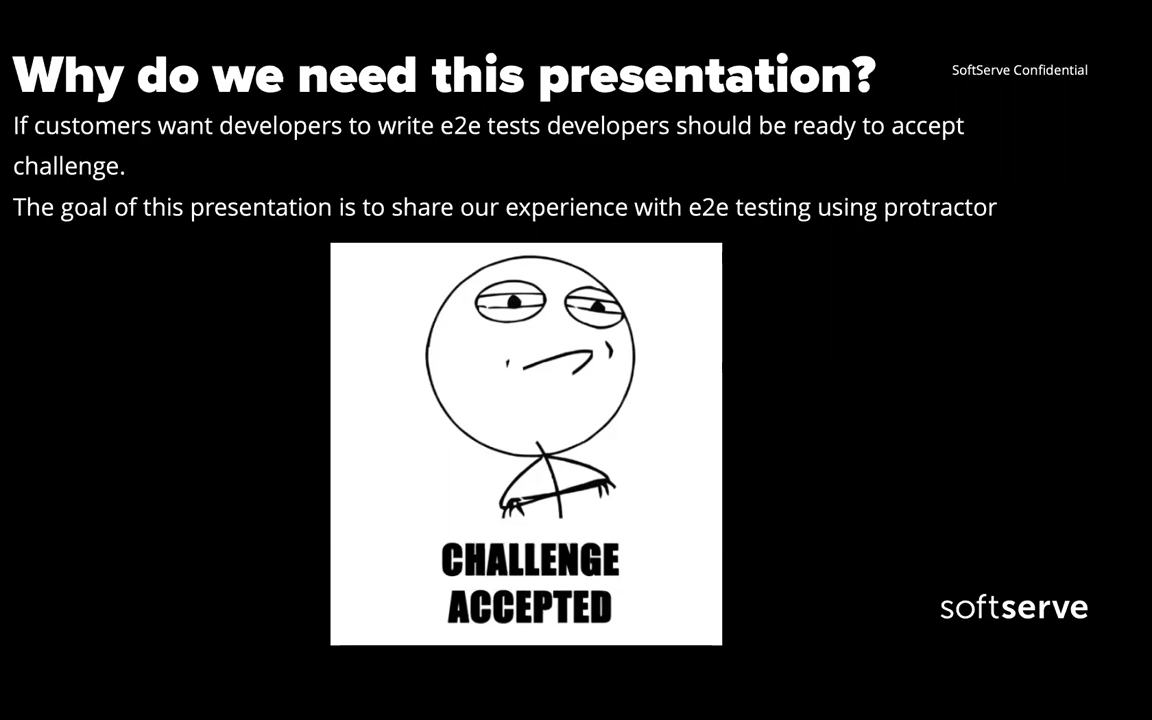 Why do we need this presentation?
SoftServe Confidential
If customers want developers to write e2e tests developers should be ready to accept
challenge.
The goal of this presentation is to share our experience with e2e testing using protractor
CHALLENGE
ACCEPTED
softserve